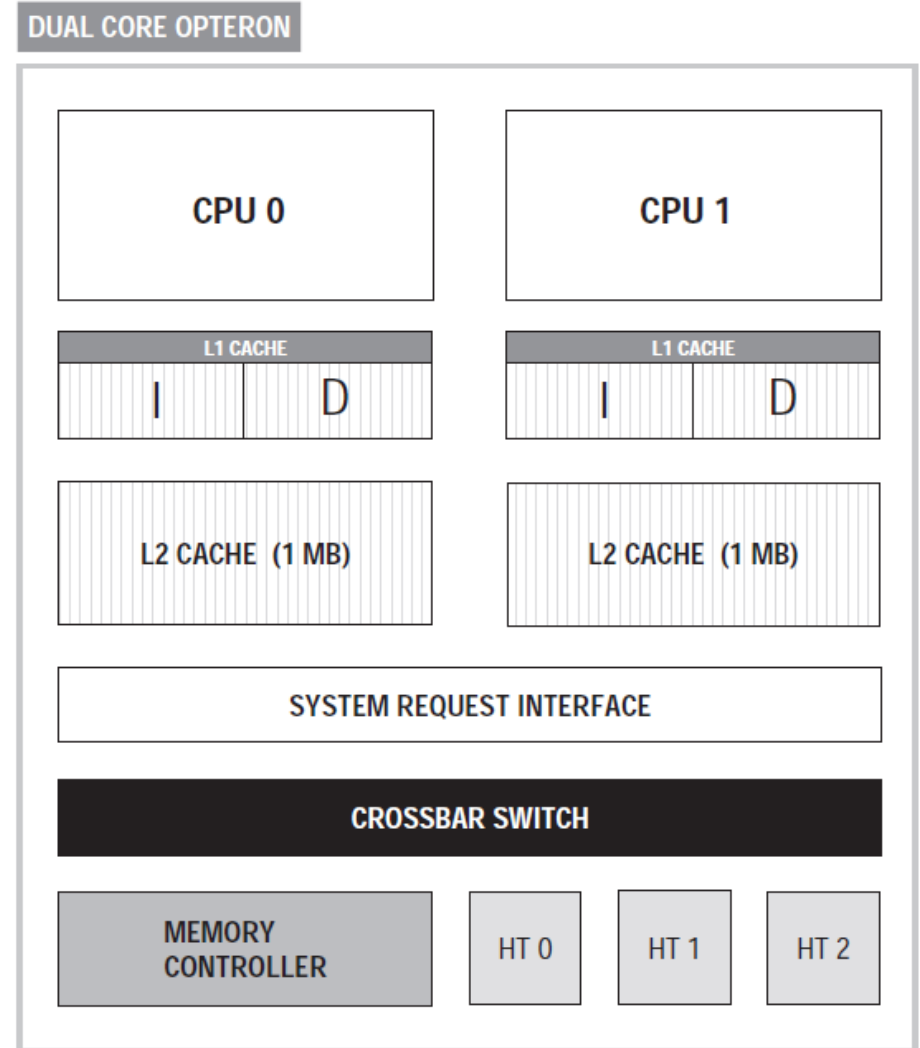 DUAL CORE OPTERON
CPU 0
CPU 1
L1 CACHE
L1 CACHE
I
D
I
D
L2 CACHE (1 MB)
L2 CACHE (1 MB)
SYSTEM REQUEST INTERFACE
CROSSBAR SWITCH
MEMORY
CONTROLLER
HT 0
HT 1
HT 2